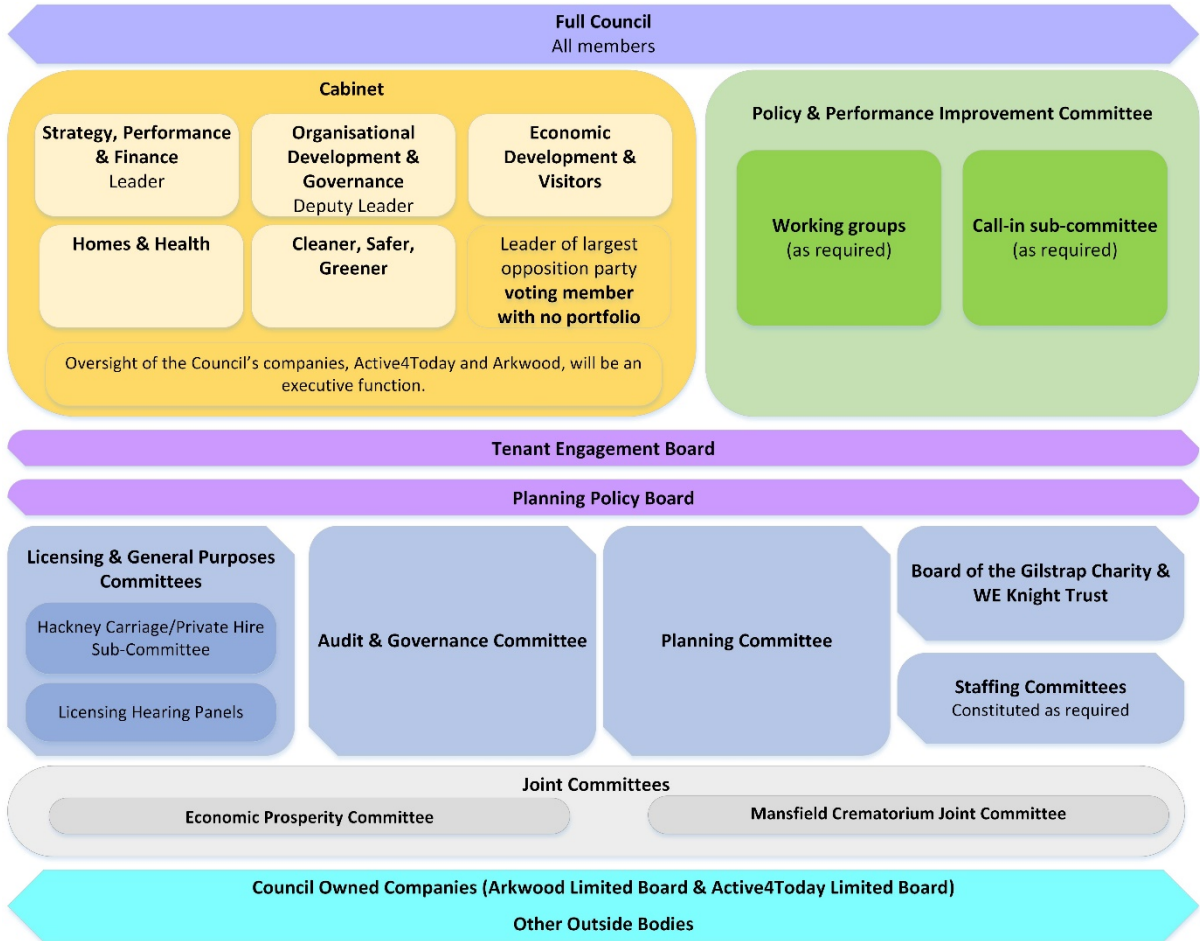 Full Council
All members
Cabinet
Strategy, Performance
& Finance
Leader
Organisational
Development &
Governance
Deputy Leader
Economic
Development &
Visitors
Homes & Health
Cleaner, Safer,
Greener
Leader of largest
opposition party
voting member
with no portfolio
Oversight of the Council's companies, Active4Today and Arkwood, will be an
executive function.
Policy & Performance Improvement Committee
Working groups
(as required)
Call-in sub-committee
(as required)
Tenant Engagement Board
Planning Policy Board
Licensing & General Purposes
Committees
Hackney Carriage/Private Hire
Sub-Committee
Licensing Hearing Panels
Audit & Governance Committee
Planning Committee
Board of the Gilstrap Charity &
WE Knight Trust
Staffing Committees
Constituted as required
Joint Committees
Economic Prosperity Committee
Mansfield Crematorium Joint Committee
Council Owned Companies (Arkwood Limited Board & Active4Today Limited Board)
Other Outside Bodies